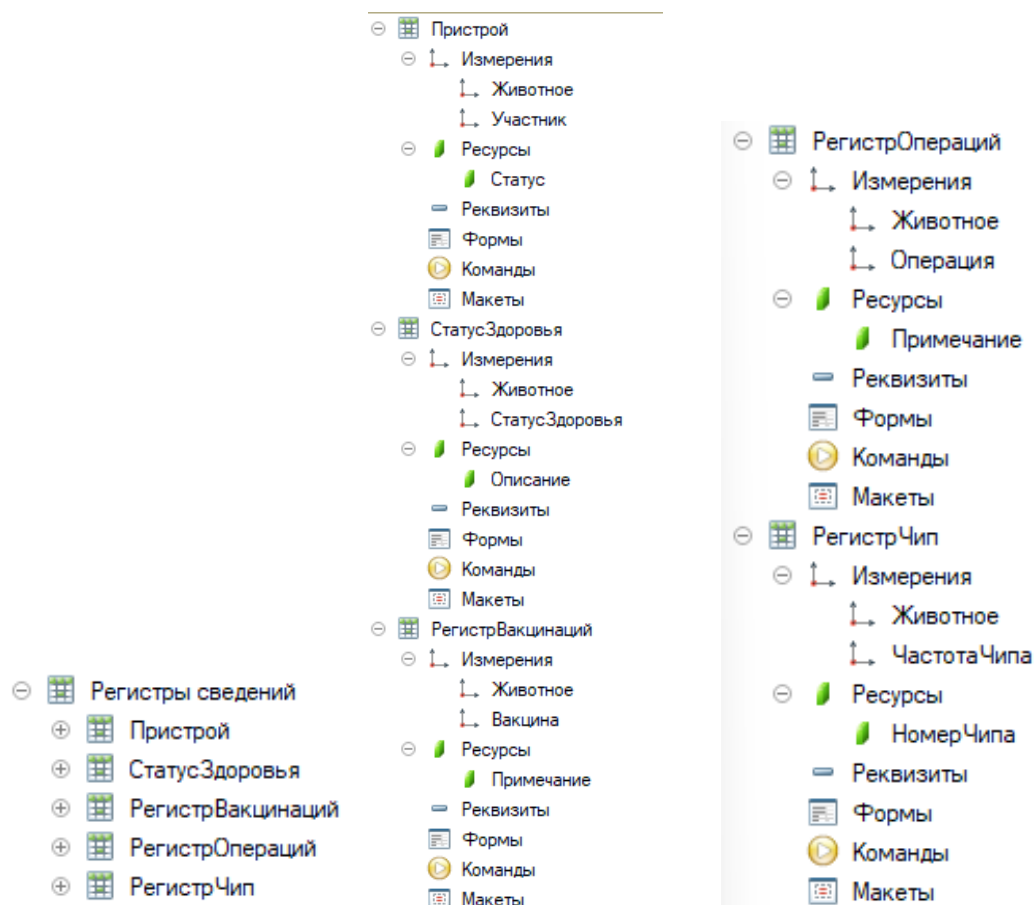 Регистры сведений
Пристрой
СтатусЗдоровья
РегистрВакцинаций
РегистрОпераций
РегистрЧип
Пристрой
Измерения
Животное
Участник
Ресурсы
Статус
Реквизиты
Формы
Команды
Макеты
СтатусЗдоровья
Измерения
Животное
СтатусЗдоровья
Ресурсы
Описание
Реквизиты
Формы
Команды
Макеты
РегистрВакцинаций
Измерения
Животное
Вакцина
Ресурсы
Примечание
Реквизиты
Формы
Команды
Макеты
РегистрОпераций
Измерения
Животное
Операция
Ресурсы
Примечание
Реквизиты
Формы
Команды
Макеты
РегистрЧип
Измерения
Животное
ЧастотаЧипа
Ресурсы
НомерЧипа
Реквизиты
Формы
Команды
Макеты